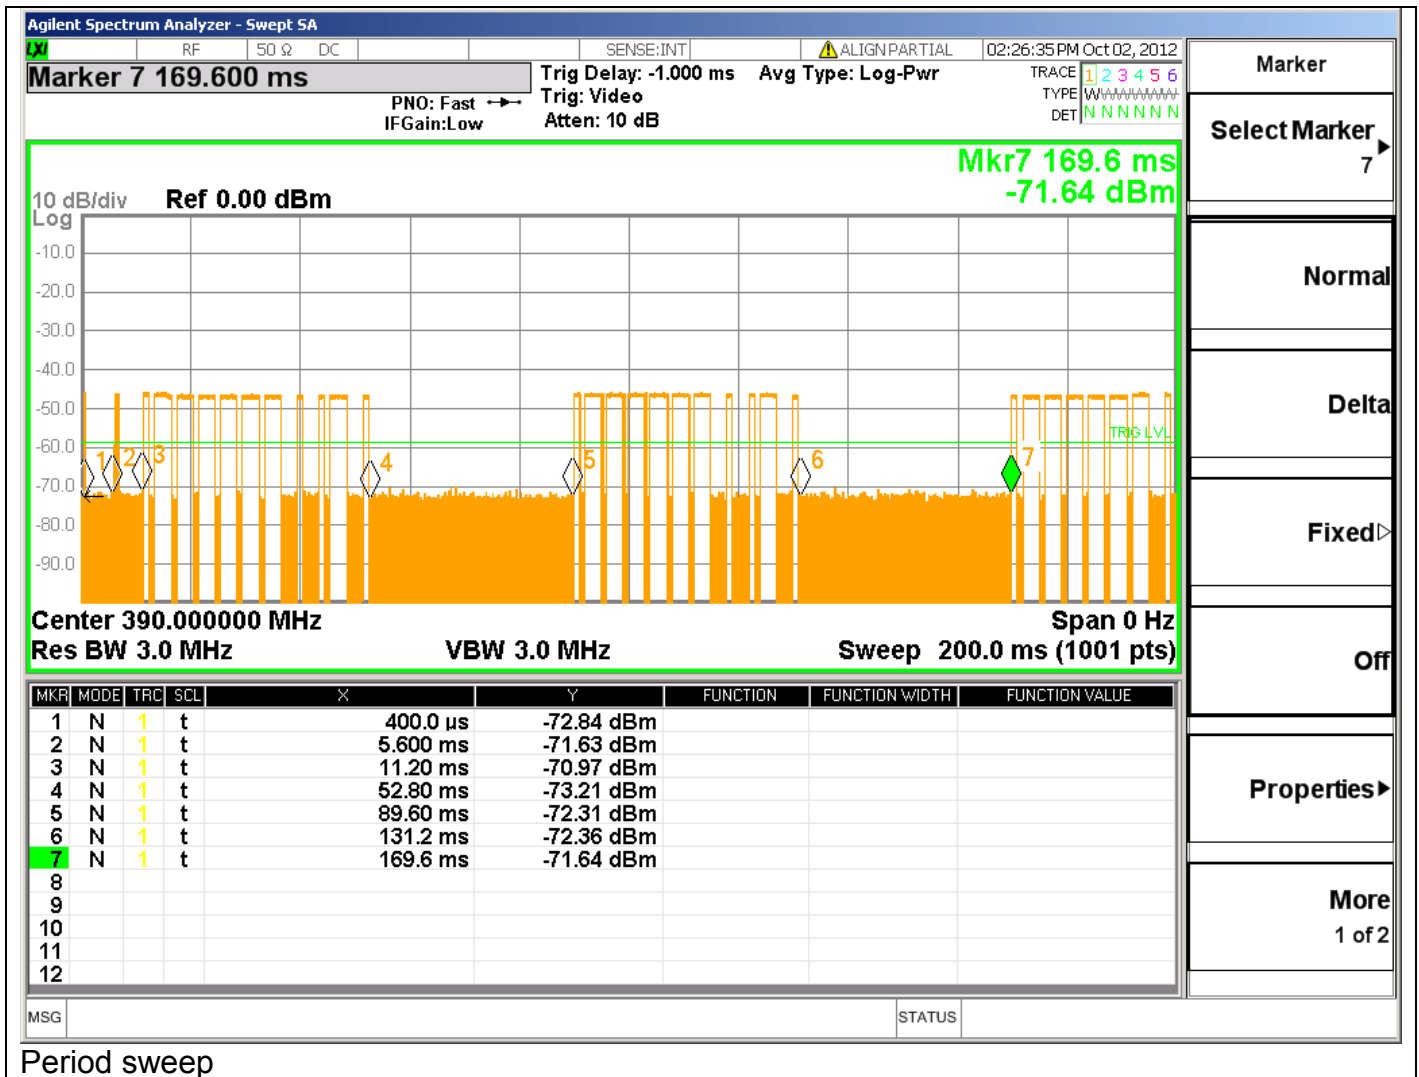 Agilent Spectrum Analyzer - Swept SA
LXI RF 50 Ω DC SENSE:INT ALIGN PARTIAL 02:26:35 PM Oct 02, 2012
Marker 7 169.600 ms
PNO: Fast
IFGain:Low
Trig Delay: -1.000 ms
Trig: Video
Atten: 10 dB
Avg Type: Log-Pwr
TRACE 1 2 3 4 5 6
TYPE W
DET N N N N N N
Mkr7 169.6 ms
-71.64 dBm
10 dB/div Ref 0.00 dBm
Log
-10.0
-20.0
-30.0
-40.0
-50.0
-60.0
-70.0
-80.0
-90.0
TRIG LVL
1 2 3 4 5 6 7
Center 390.000000 MHz Span 0 Hz
Res BW 3.0 MHz VBW 3.0 MHz Sweep 200.0 ms (1001 pts)
MKR MODE TRC SCL X Y FUNCTION FUNCTION WIDTH FUNCTION VALUE
1 N 1 t 400.0 µs -72.84 dBm
2 N 1 t 5.600 ms -71.63 dBm
3 N 1 t 11.20 ms -70.97 dBm
4 N 1 t 52.80 ms -73.21 dBm
5 N 1 t 89.60 ms -72.31 dBm
6 N 1 t 131.2 ms -72.36 dBm
7 N 1 t 169.6 ms -71.64 dBm
8
9
10
11
12
MSG STATUS
Marker
Select Marker
7
Normal
Delta
Fixed
Off
Properties
More
1 of 2
Period sweep